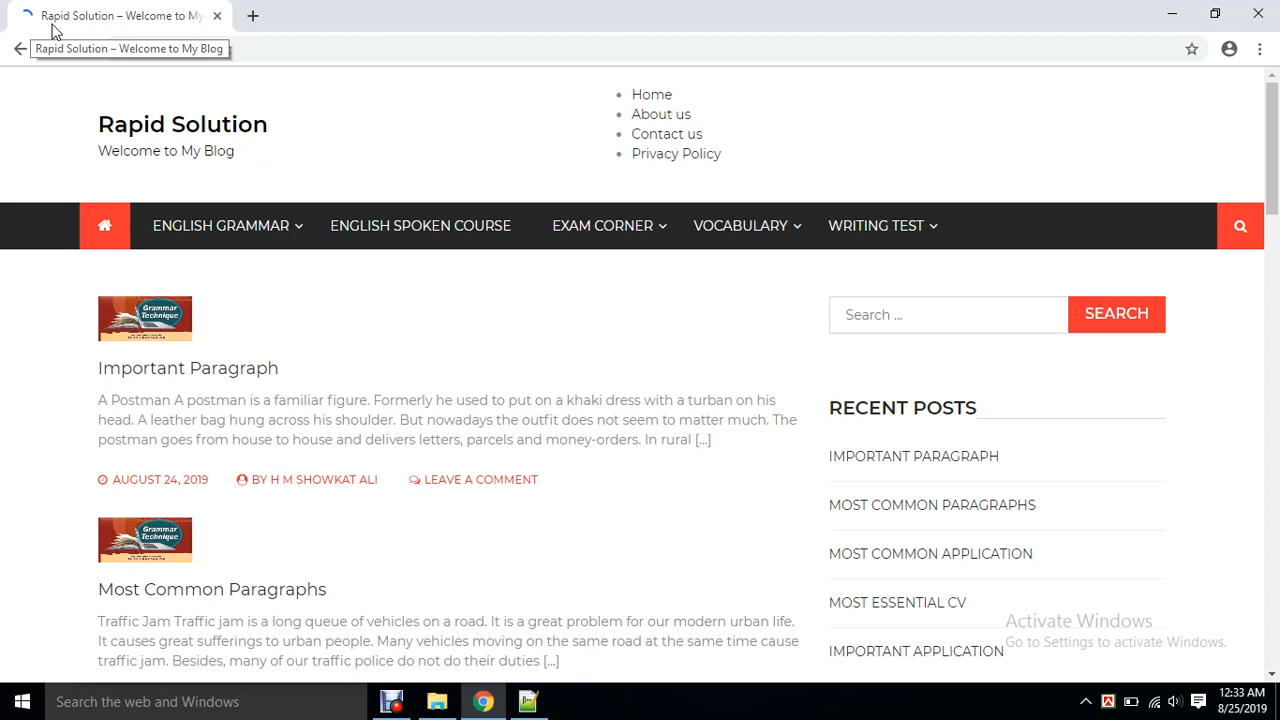 Rapid Solution – Welcome to My
Rapid Solution – Welcome to My Blog
Rapid Solution
Welcome to My Blog
Home
About us
Contact us
Privacy Policy
ENGLISH GRAMMAR
ENGLISH SPOKEN COURSE
EXAM CORNER
VOCABULARY
WRITING TEST
Grammar
Technique
Important Paragraph
A Postman A postman is a familiar figure. Formerly he used to put on a khaki dress with a turban on his
head. A leather bag hung across his shoulder. But nowadays the outfit does not seem to matter much. The
postman goes from house to house and delivers letters, parcels and money-orders. In rural [...]
AUGUST 24, 2019
BY H M SHOWKAT ALI
LEAVE A COMMENT
Grammar
Technique
Most Common Paragraphs
Traffic Jam Traffic jam is a long queue of vehicles on a road. It is a great problem for our modern urban life.
It causes great sufferings to urban people. Many vehicles moving on the same road at the same time cause
traffic jam. Besides, many of our traffic police do not do their duties [...]
Search ...
SEARCH
RECENT POSTS
IMPORTANT PARAGRAPH
MOST COMMON PARAGRAPHS
MOST COMMON APPLICATION
MOST ESSENTIAL CV
IMPORTANT APPLICATION
Activate Windows
Go to Settings to activate Windows.
Search the web and Windows
12:33 AM
8/25/2019